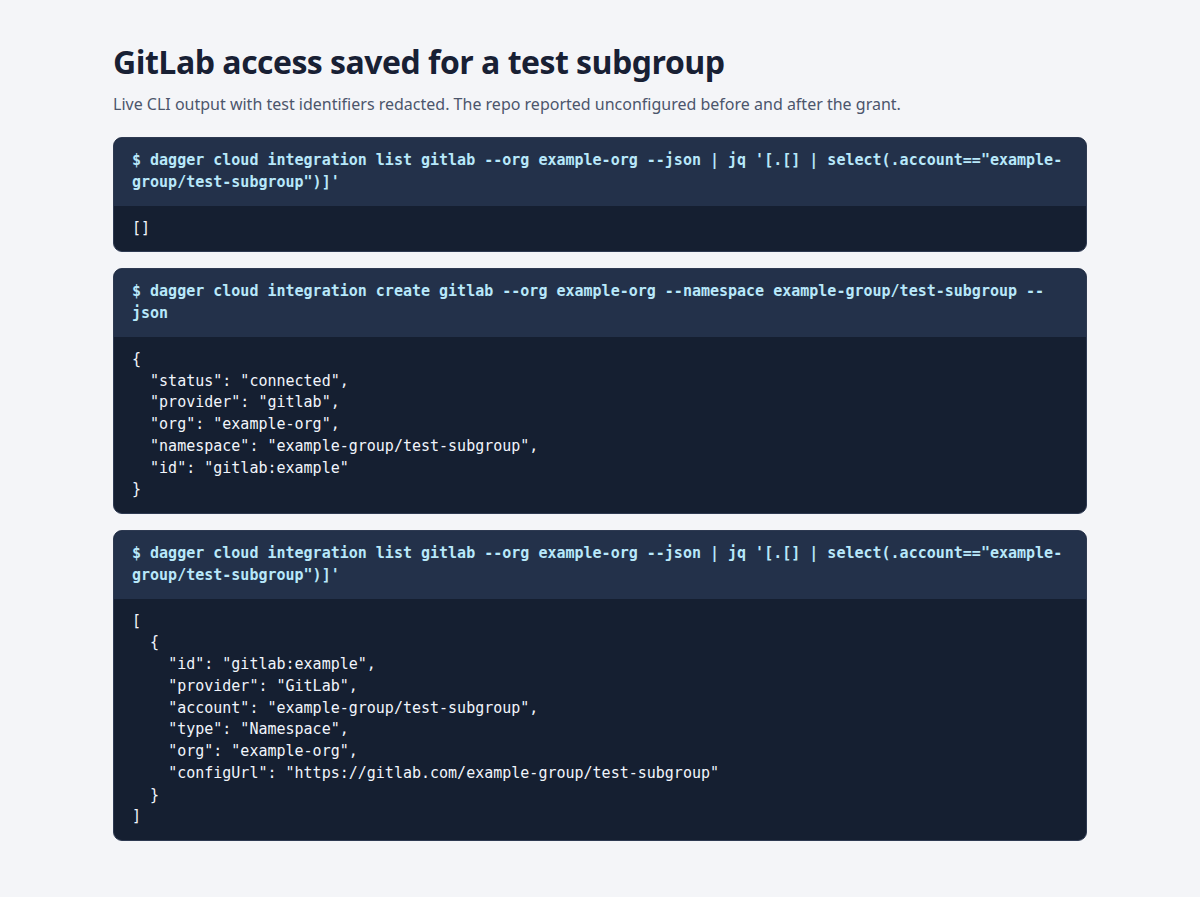 GitLab access saved for a test subgroup
Live CLI output with test identifiers redacted. The repo reported unconfigured before and after the grant.
$ dagger cloud integration list gitlab --org example-org --json | jq '[.[] | select(.account=="example-
group/test-subgroup")]'
[]
$ dagger cloud integration create gitlab --org example-org --namespace example-group/test-subgroup --
json
{
  "status": "connected",
  "provider": "gitlab",
  "org": "example-org",
  "namespace": "example-group/test-subgroup",
  "id": "gitlab:example"
}
$ dagger cloud integration list gitlab --org example-org --json | jq '[.[] | select(.account=="example-
group/test-subgroup")]'
[
  {
    "id": "gitlab:example",
    "provider": "GitLab",
    "account": "example-group/test-subgroup",
    "type": "Namespace",
    "org": "example-org",
    "configUrl": "https://gitlab.com/example-group/test-subgroup"
  }
]